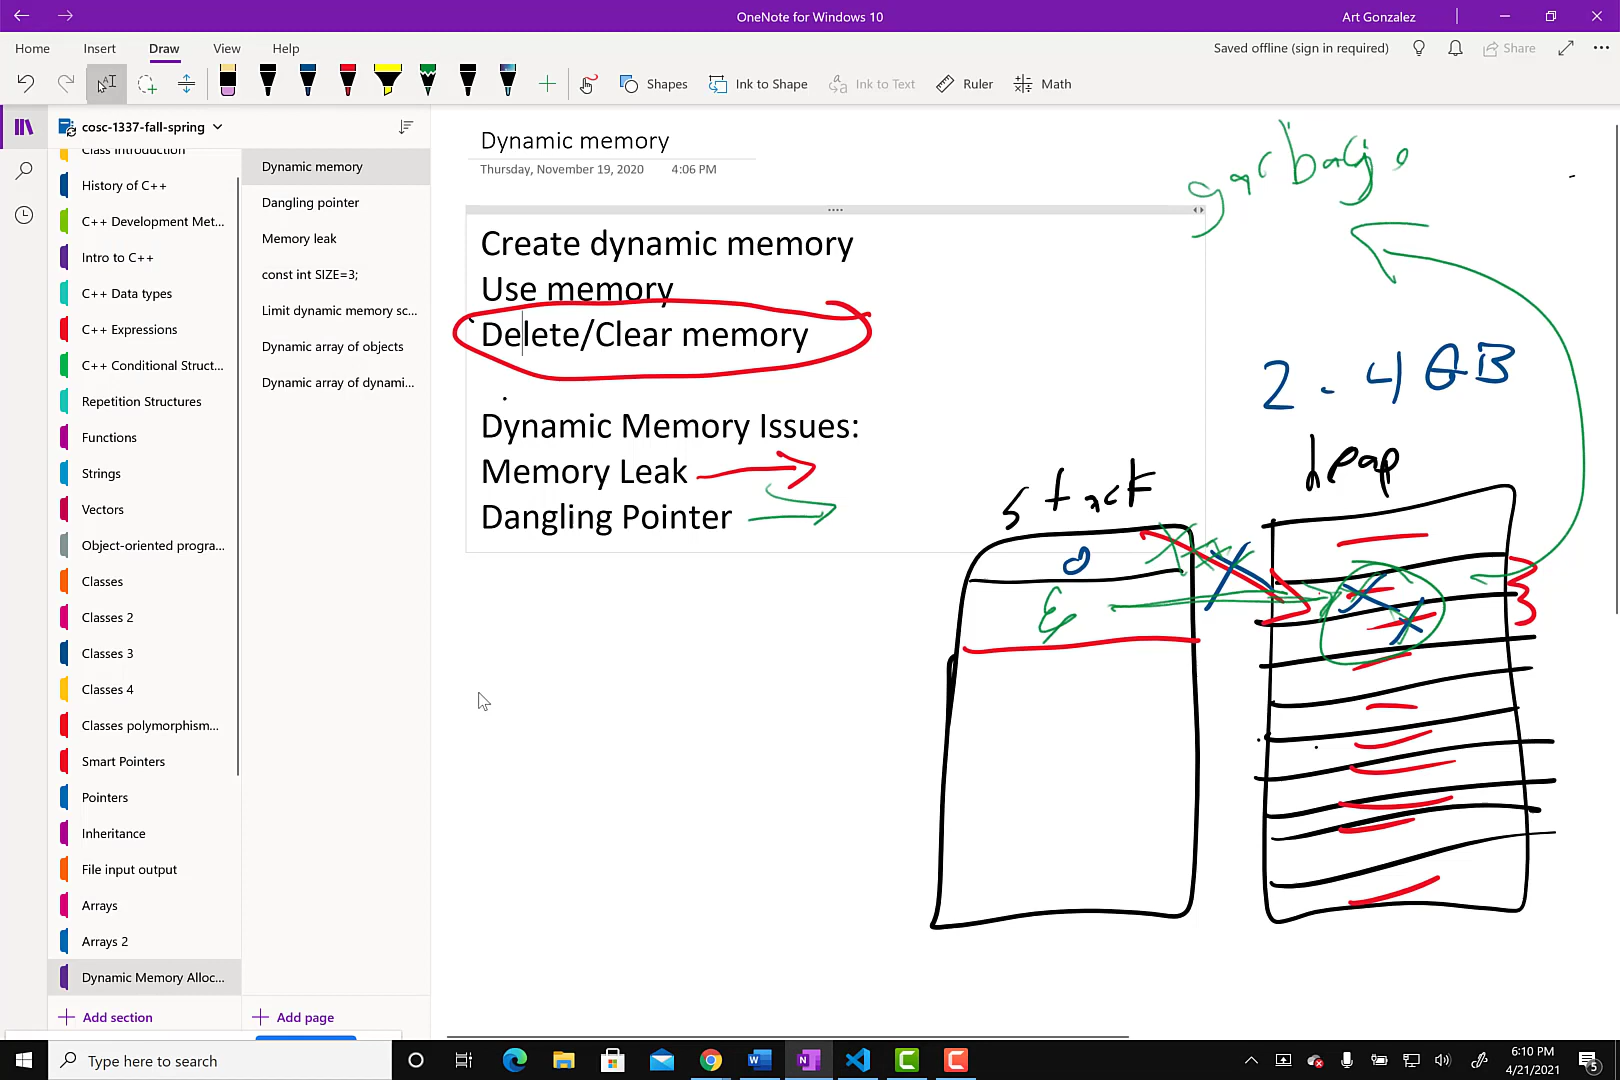 OneNote for Windows 10
Art Gonzalez
Home Insert Draw View Help
Saved offline (sign in required)
Share
Shapes
Ink to Shape
Ink to Text
Ruler
Math
cosc-1337-fall-spring
Class Introduction
History of C++
C++ Development Met...
Intro to C++
C++ Data types
C++ Expressions
C++ Conditional Struct...
Repetition Structures
Functions
Strings
Vectors
Object-oriented progra...
Classes
Classes 2
Classes 3
Classes 4
Classes polymorphism...
Smart Pointers
Pointers
Inheritance
File input output
Arrays
Arrays 2
Dynamic Memory Alloc...
Add section
Dynamic memory
Dangling pointer
Memory leak
const int SIZE=3;
Limit dynamic memory sc...
Dynamic array of objects
Dynamic array of dynami...
Add page
Dynamic memory
Thursday, November 19, 2020 4:06 PM
Create dynamic memory
Use memory
Delete/Clear memory
Dynamic Memory Issues:
Memory Leak
Dangling Pointer
garbage
2 - 4 GB
stack
heap
Type here to search
6:10 PM
4/21/2021
5